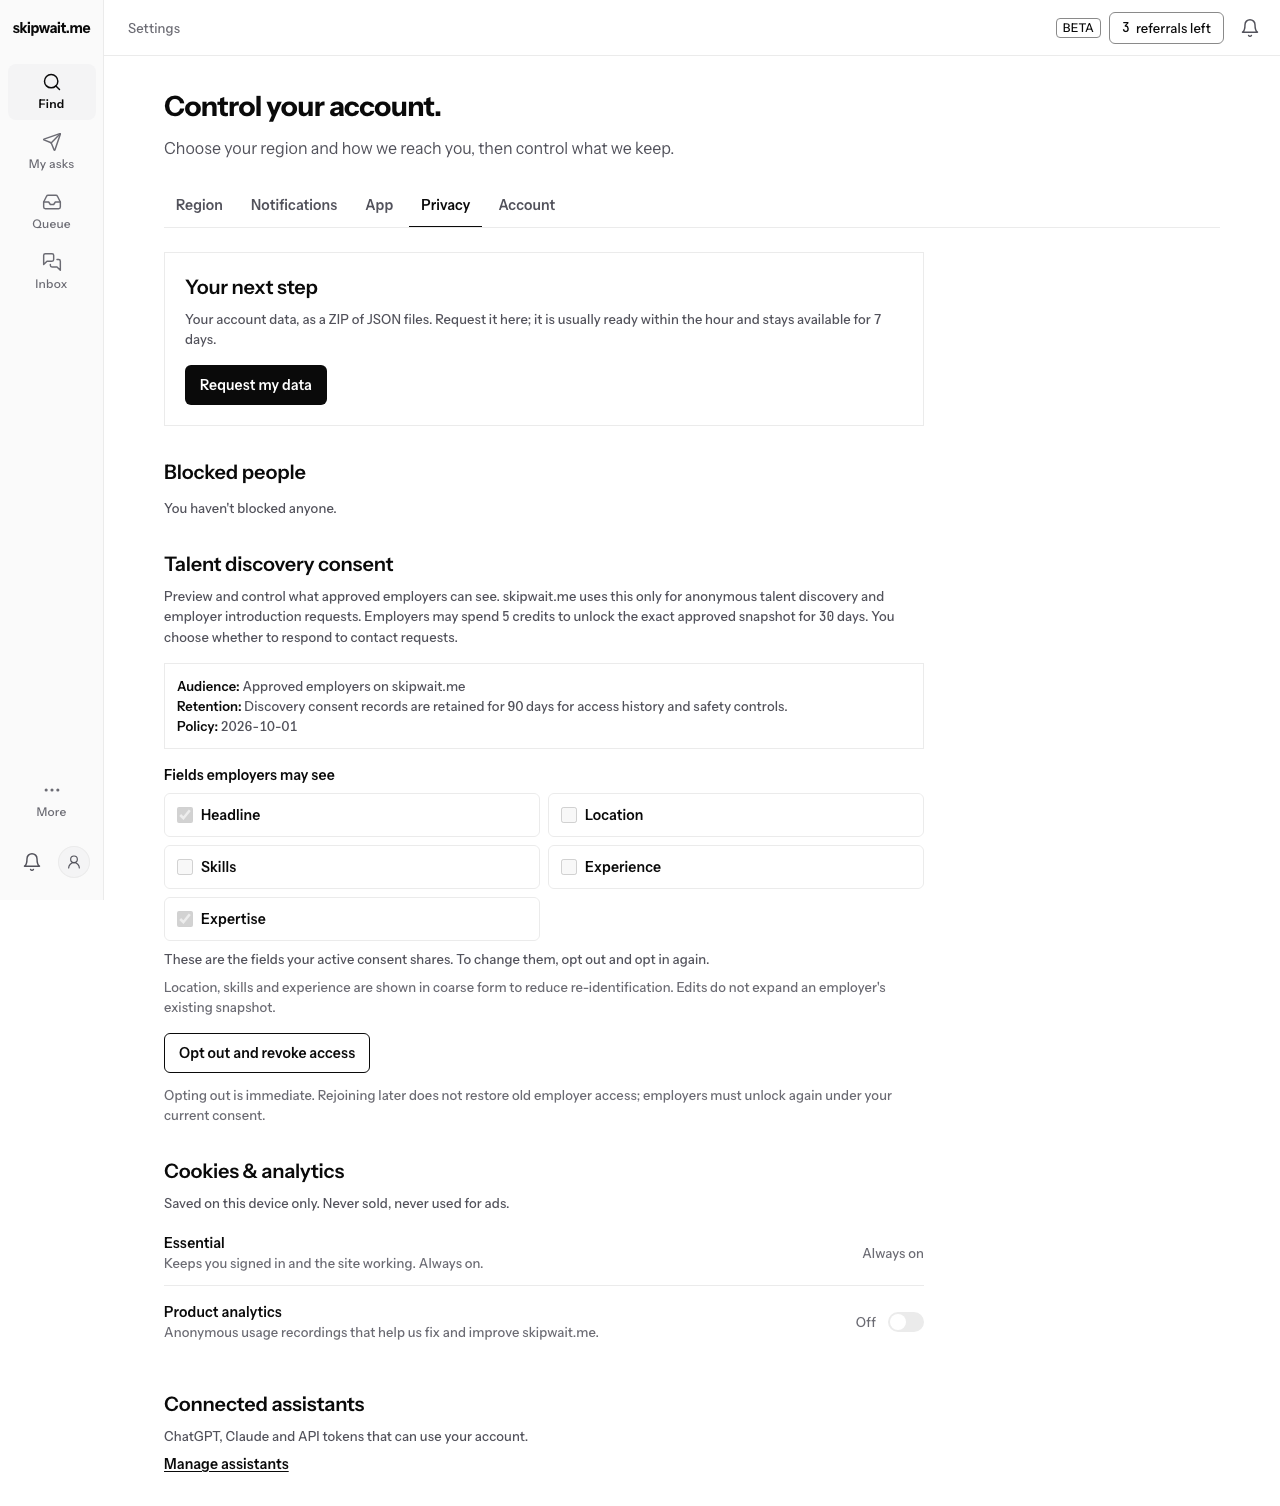 skipwait.me
Settings
BETA
3 referrals left
Find
My asks
Queue
Inbox
More
Control your account.
Choose your region and how we reach you, then control what we keep.
Region
Notifications
App
Privacy
Account
Your next step
Your account data, as a ZIP of JSON files. Request it here; it is usually ready within the hour and stays available for 7
days.
Request my data
Blocked people
You haven't blocked anyone.
Talent discovery consent
Preview and control what approved employers can see. skipwait.me uses this only for anonymous talent discovery and
employer introduction requests. Employers may spend 5 credits to unlock the exact approved snapshot for 30 days. You
choose whether to respond to contact requests.
Audience: Approved employers on skipwait.me
Retention: Discovery consent records are retained for 90 days for access history and safety controls.
Policy: 2026-10-01
Fields employers may see
Headline
Location
Skills
Experience
Expertise
These are the fields your active consent shares. To change them, opt out and opt in again.
Location, skills and experience are shown in coarse form to reduce re-identification. Edits do not expand an employer's
existing snapshot.
Opt out and revoke access
Opting out is immediate. Rejoining later does not restore old employer access; employers must unlock again under your
current consent.
Cookies & analytics
Saved on this device only. Never sold, never used for ads.
Essential
Keeps you signed in and the site working. Always on.
Always on
Product analytics
Anonymous usage recordings that help us fix and improve skipwait.me.
Off
Connected assistants
ChatGPT, Claude and API tokens that can use your account.
Manage assistants